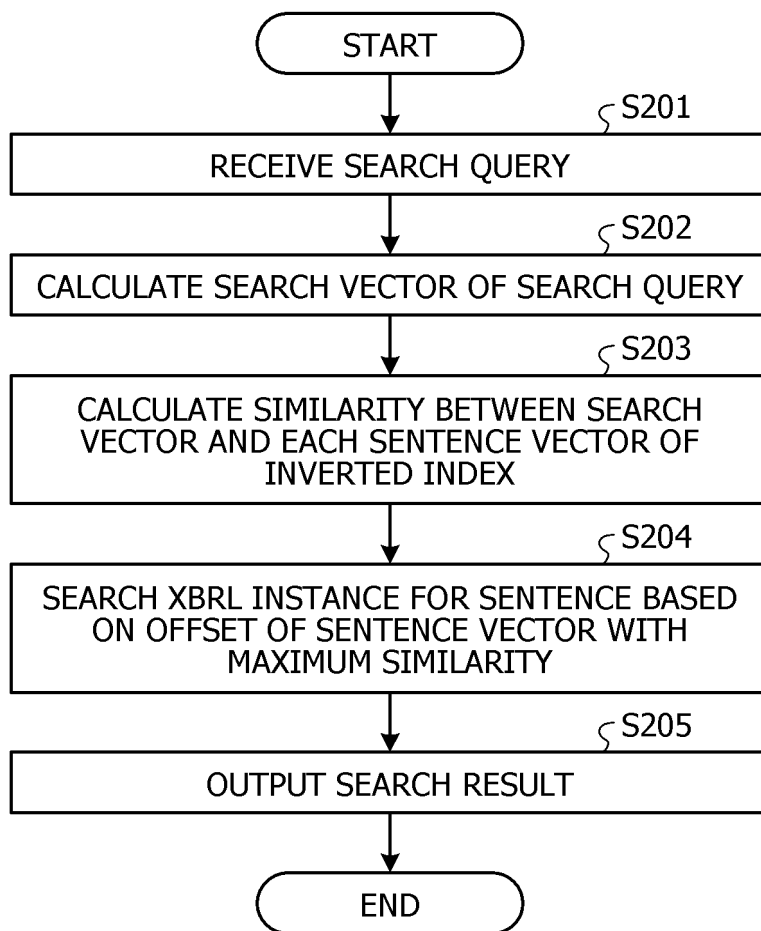 START
S201
RECEIVE SEARCH QUERY
S202
CALCULATE SEARCH VECTOR OF SEARCH QUERY
S203
CALCULATE SIMILARITY BETWEEN SEARCH
VECTOR AND EACH SENTENCE VECTOR OF
INVERTED INDEX
S204
SEARCH XBRL INSTANCE FOR SENTENCE BASED
ON OFFSET OF SENTENCE VECTOR WITH
MAXIMUM SIMILARITY
S205
OUTPUT SEARCH RESULT
END